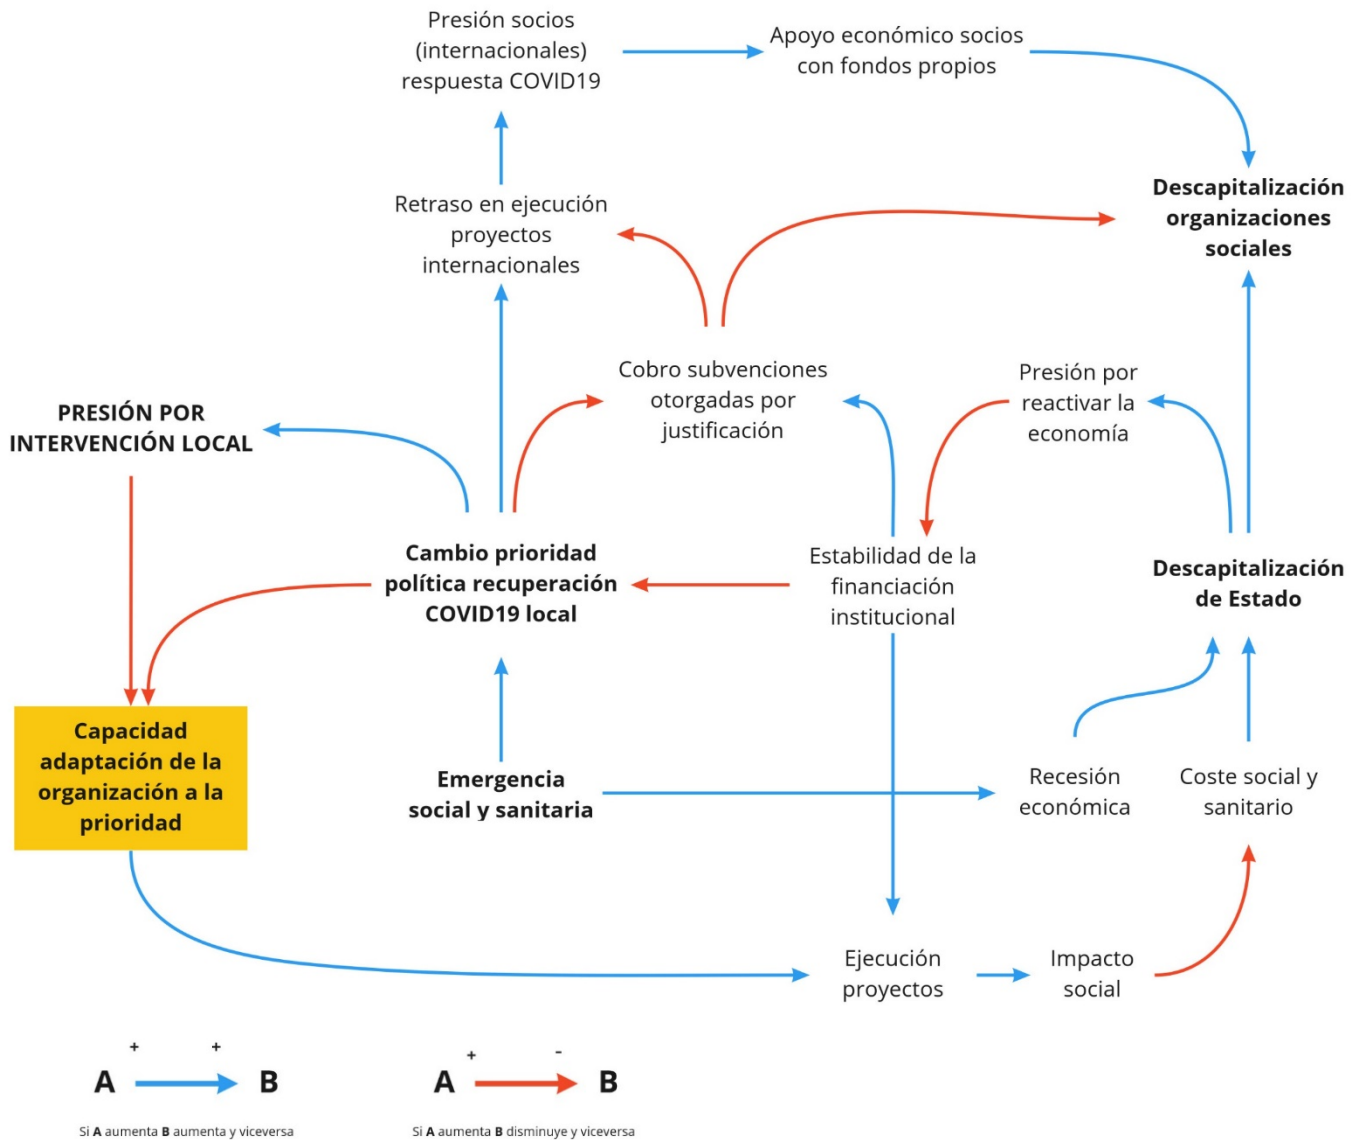 Presión socios
(internacionales)
respuesta COVID19
Apoyo económico socios
con fondos propios
Descapitalización
organizaciones
sociales
Retraso en ejecución
proyectos
internacionales
Cobro subvenciones
otorgadas por
justificación
Presión por
reactivar la
economía
PRESIÓN POR
INTERVENCIÓN LOCAL
Cambio prioridad
política recuperación
COVID19 local
Estabilidad de la
financiación
institucional
Descapitalización
de Estado
Capacidad
adaptación de la
organización a la
prioridad
Emergencia
social y sanitaria
Recesión
económica
Coste social y
sanitario
Ejecución
proyectos
Impacto
social
+ +
A B
Si A aumenta B aumenta y viceversa
+ -
A B
Si A aumenta B disminuye y viceversa